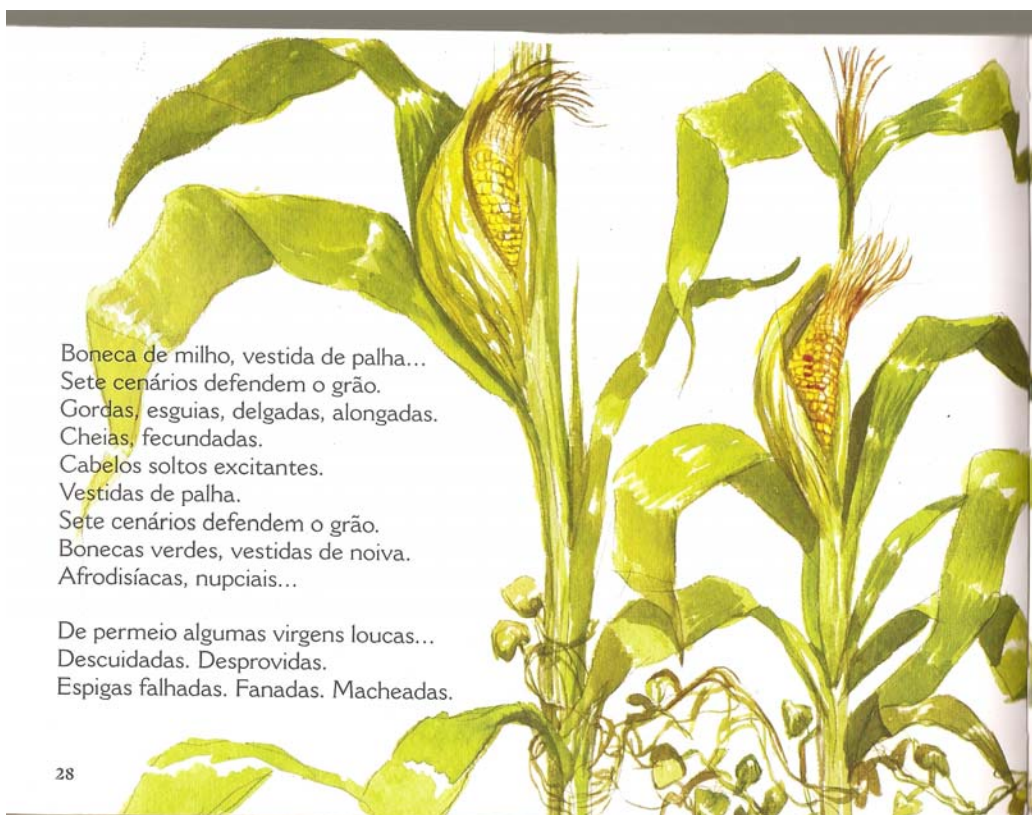 Boneca de milho, vestida de palha...
Sete cenários defendem o grão.
Gordas, esguias, delgadas, alongadas.
Cheias, fecundadas.
Cabelos soltos excitantes.
Vestidas de palha.
Sete cenários defendem o grão.
Bonecas verdes, vestidas de noiva.
Afrodisíacas, nupciais...
De permeio algumas virgens loucas...
Descuidadas. Desprovidas.
Espigas falhadas. Fanadas. Macheadas.
28